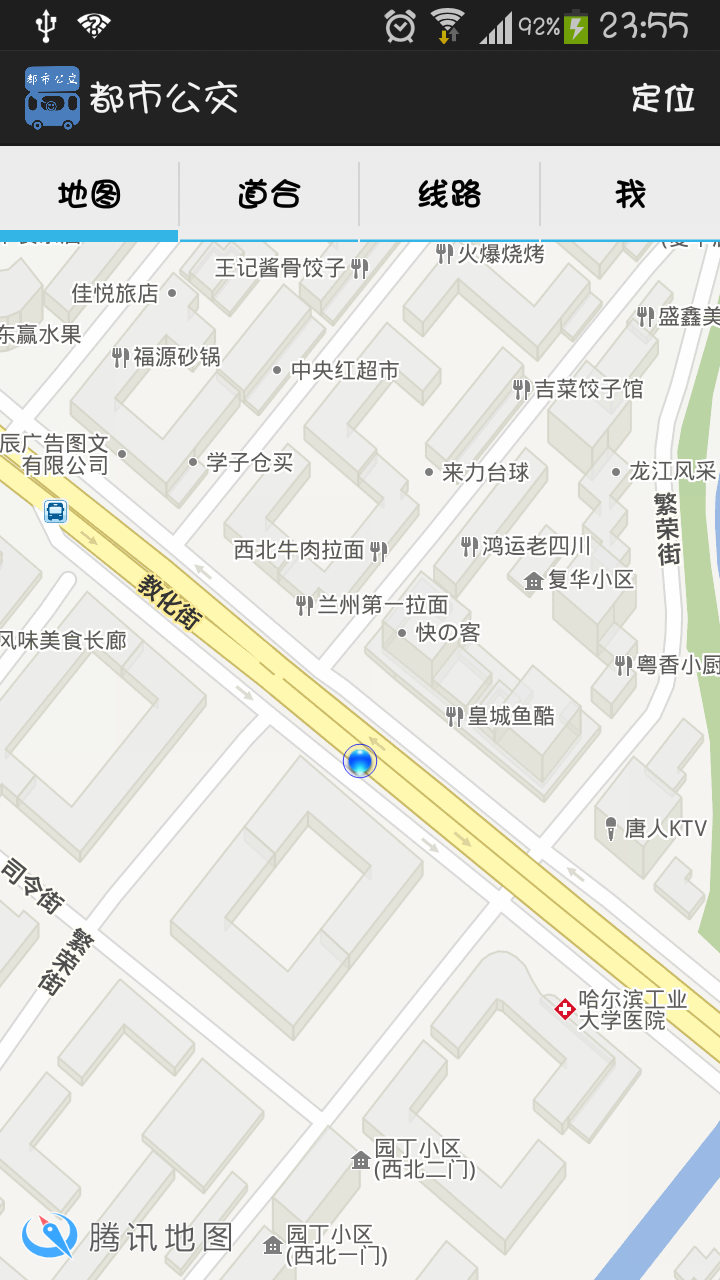 92% 23:55
都市公交
都市公交
定位
地图
道合
线路
我
王记酱骨饺子
火爆烧烤
佳悦旅店
盛鑫美
东赢水果
福源砂锅
中央红超市
吉菜饺子馆
辰广告图文
有限公司
学子仓买
来力台球
龙江风采
繁荣街
西北牛肉拉面
鸿运老四川
复华小区
教化街
兰州第一拉面
快の客
风味美食长廊
粤香小厨
皇城鱼酷
唐人KTV
司令街
繁荣街
哈尔滨工业
大学医院
园丁小区
(西北二门)
腾讯地图
园丁小区
(西北一门)